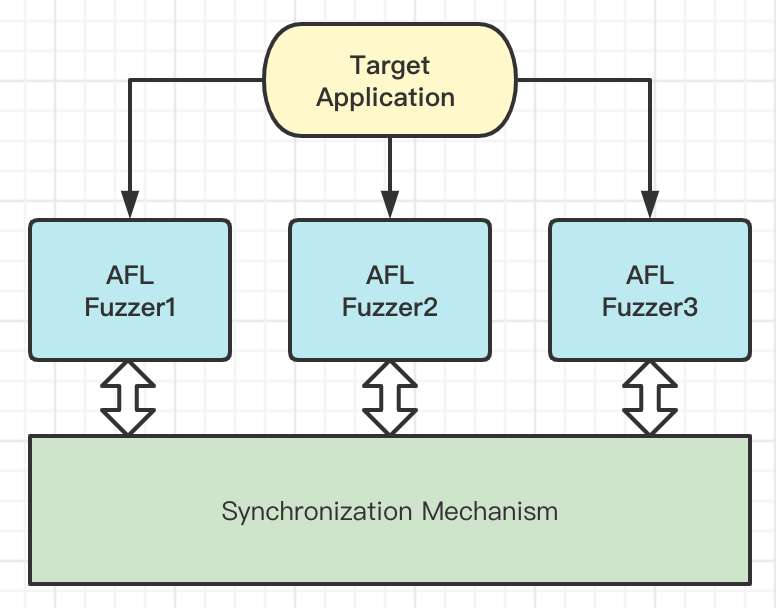 Target
Application
AFL
Fuzzer1
AFL
Fuzzer2
AFL
Fuzzer3
Synchronization Mechanism